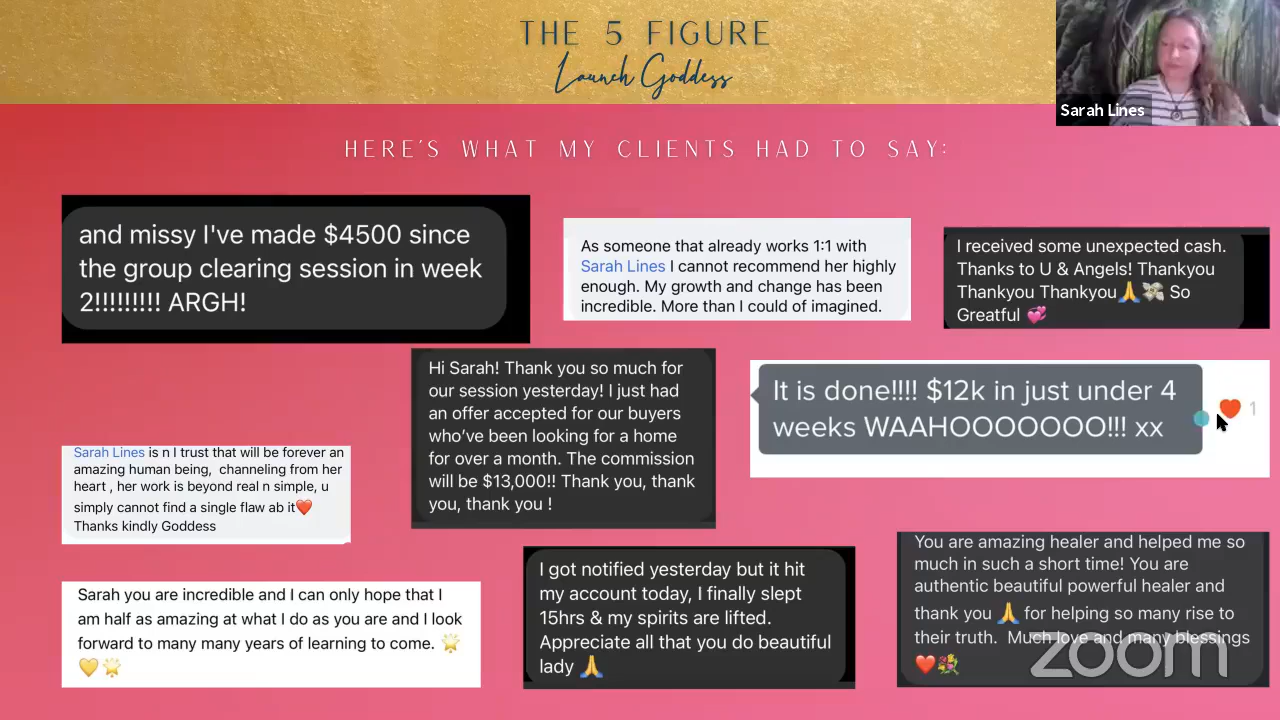 THE 5 FIGURE
Launch Goddess
Sarah Lines
HERE'S WHAT MY CLIENTS HAD TO SAY:
and missy I've made $4500 since
the group clearing session in week
2!!!!!!!!! ARGH!
As someone that already works 1:1 with
Sarah Lines I cannot recommend her highly
enough. My growth and change has been
incredible. More than I could of imagined.
I received some unexpected cash.
Thanks to U & Angels! Thankyou
Thankyou Thankyou🙏💸 So
Greatful 💞
Hi Sarah! Thank you so much for
our session yesterday! I just had
an offer accepted for our buyers
who've been looking for a home
for over a month. The commission
will be $13,000!! Thank you, thank
you, thank you !
It is done!!!! $12k in just under 4
weeks WAAHOOOOOOO!!! xx
1
Sarah Lines is n I trust that will be forever an
amazing human being, channeling from her
heart , her work is beyond real n simple, u
simply cannot find a single flaw ab it❤️
Thanks kindly Goddess
Sarah you are incredible and I can only hope that I
am half as amazing at what I do as you are and I look
forward to many many years of learning to come. 🌟
💛🌟
I got notified yesterday but it hit
my account today, I finally slept
15hrs & my spirits are lifted.
Appreciate all that you do beautiful
lady 🙏
You are amazing healer and helped me so
much in such a short time! You are
authentic beautiful powerful healer and
thank you 🙏 for helping so many rise to
their truth. Much love and many blessings
❤️💐
zoom